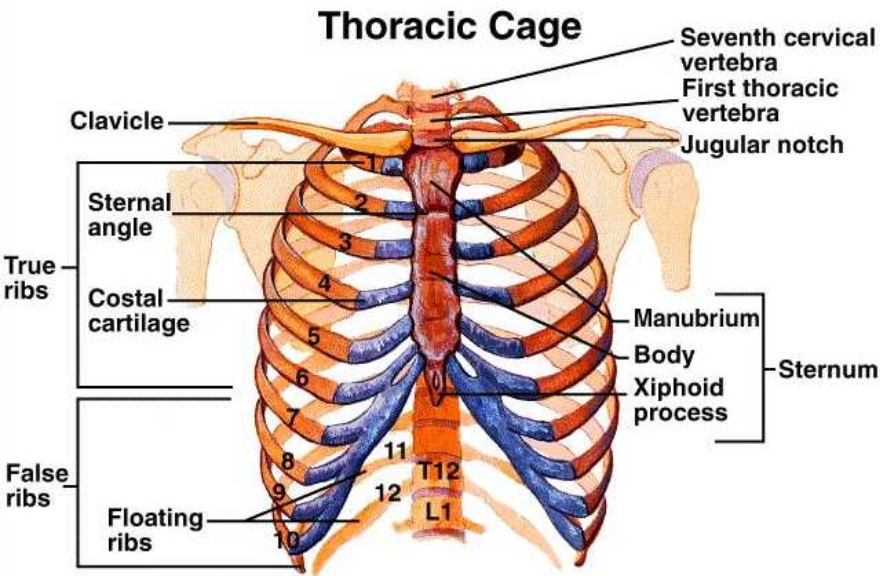 Thoracic Cage
Seventh cervical
vertebra
First thoracic
vertebra
Jugular notch
Clavicle
1
Sternal
angle
2
3
True
ribs
4
Costal
cartilage
5
6
Manubrium
Body
Xiphoid
process
Sternum
7
8
9
10
False
ribs
Floating
ribs
11
12
T12
L1